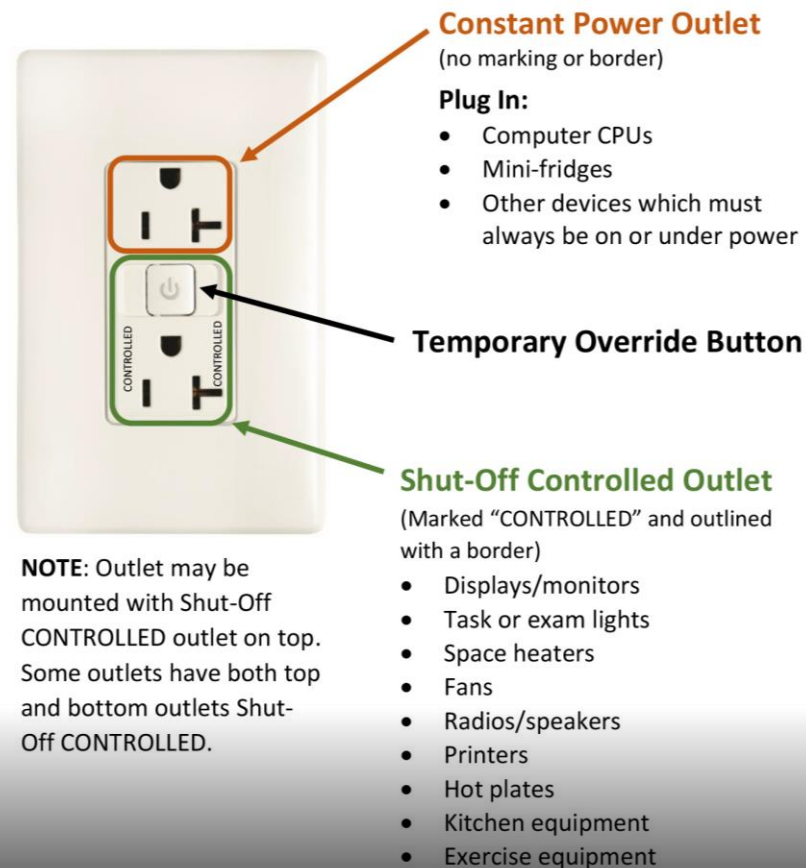 Constant Power Outlet
(no marking or border)
Plug In:
• Computer CPUs
• Mini-fridges
• Other devices which must
always be on or under power
CONTROLLED
CONTROLLED
Temporary Override Button
Shut-Off Controlled Outlet
(Marked “CONTROLLED” and outlined
with a border)
• Displays/monitors
• Task or exam lights
• Space heaters
• Fans
• Radios/speakers
• Printers
• Hot plates
• Kitchen equipment
• Exercise equipment
NOTE: Outlet may be
mounted with Shut-Off
CONTROLLED outlet on top.
Some outlets have both top
and bottom outlets Shut-
Off CONTROLLED.